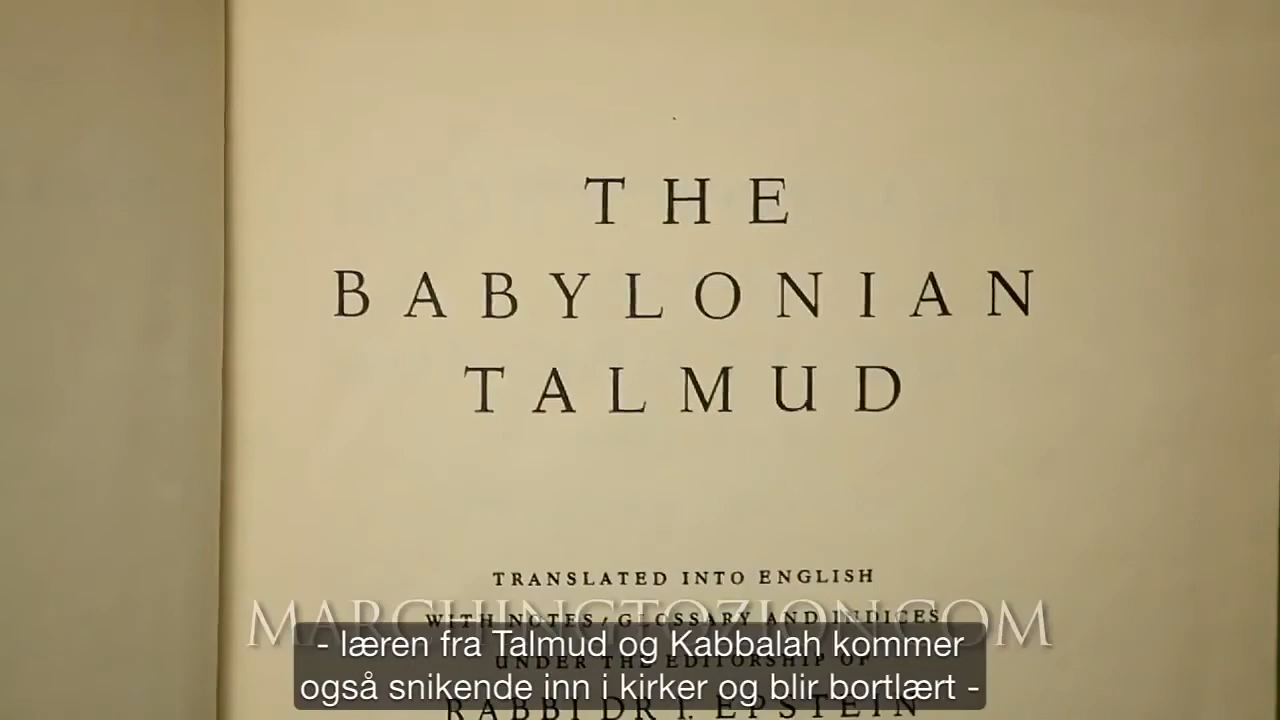 THE
BABYLONIAN
TALMUD
TRANSLATED INTO ENGLISH
WITH NOTES, GLOSSARY AND INDICES
MARCHINGTOZION.COM
- læren fra Talmud og Kabbalah kommer
UNDER THE EDITORSHIP OF
også snikende inn i kirker og blir bortlært -
RABBI DR I. EPSTEIN